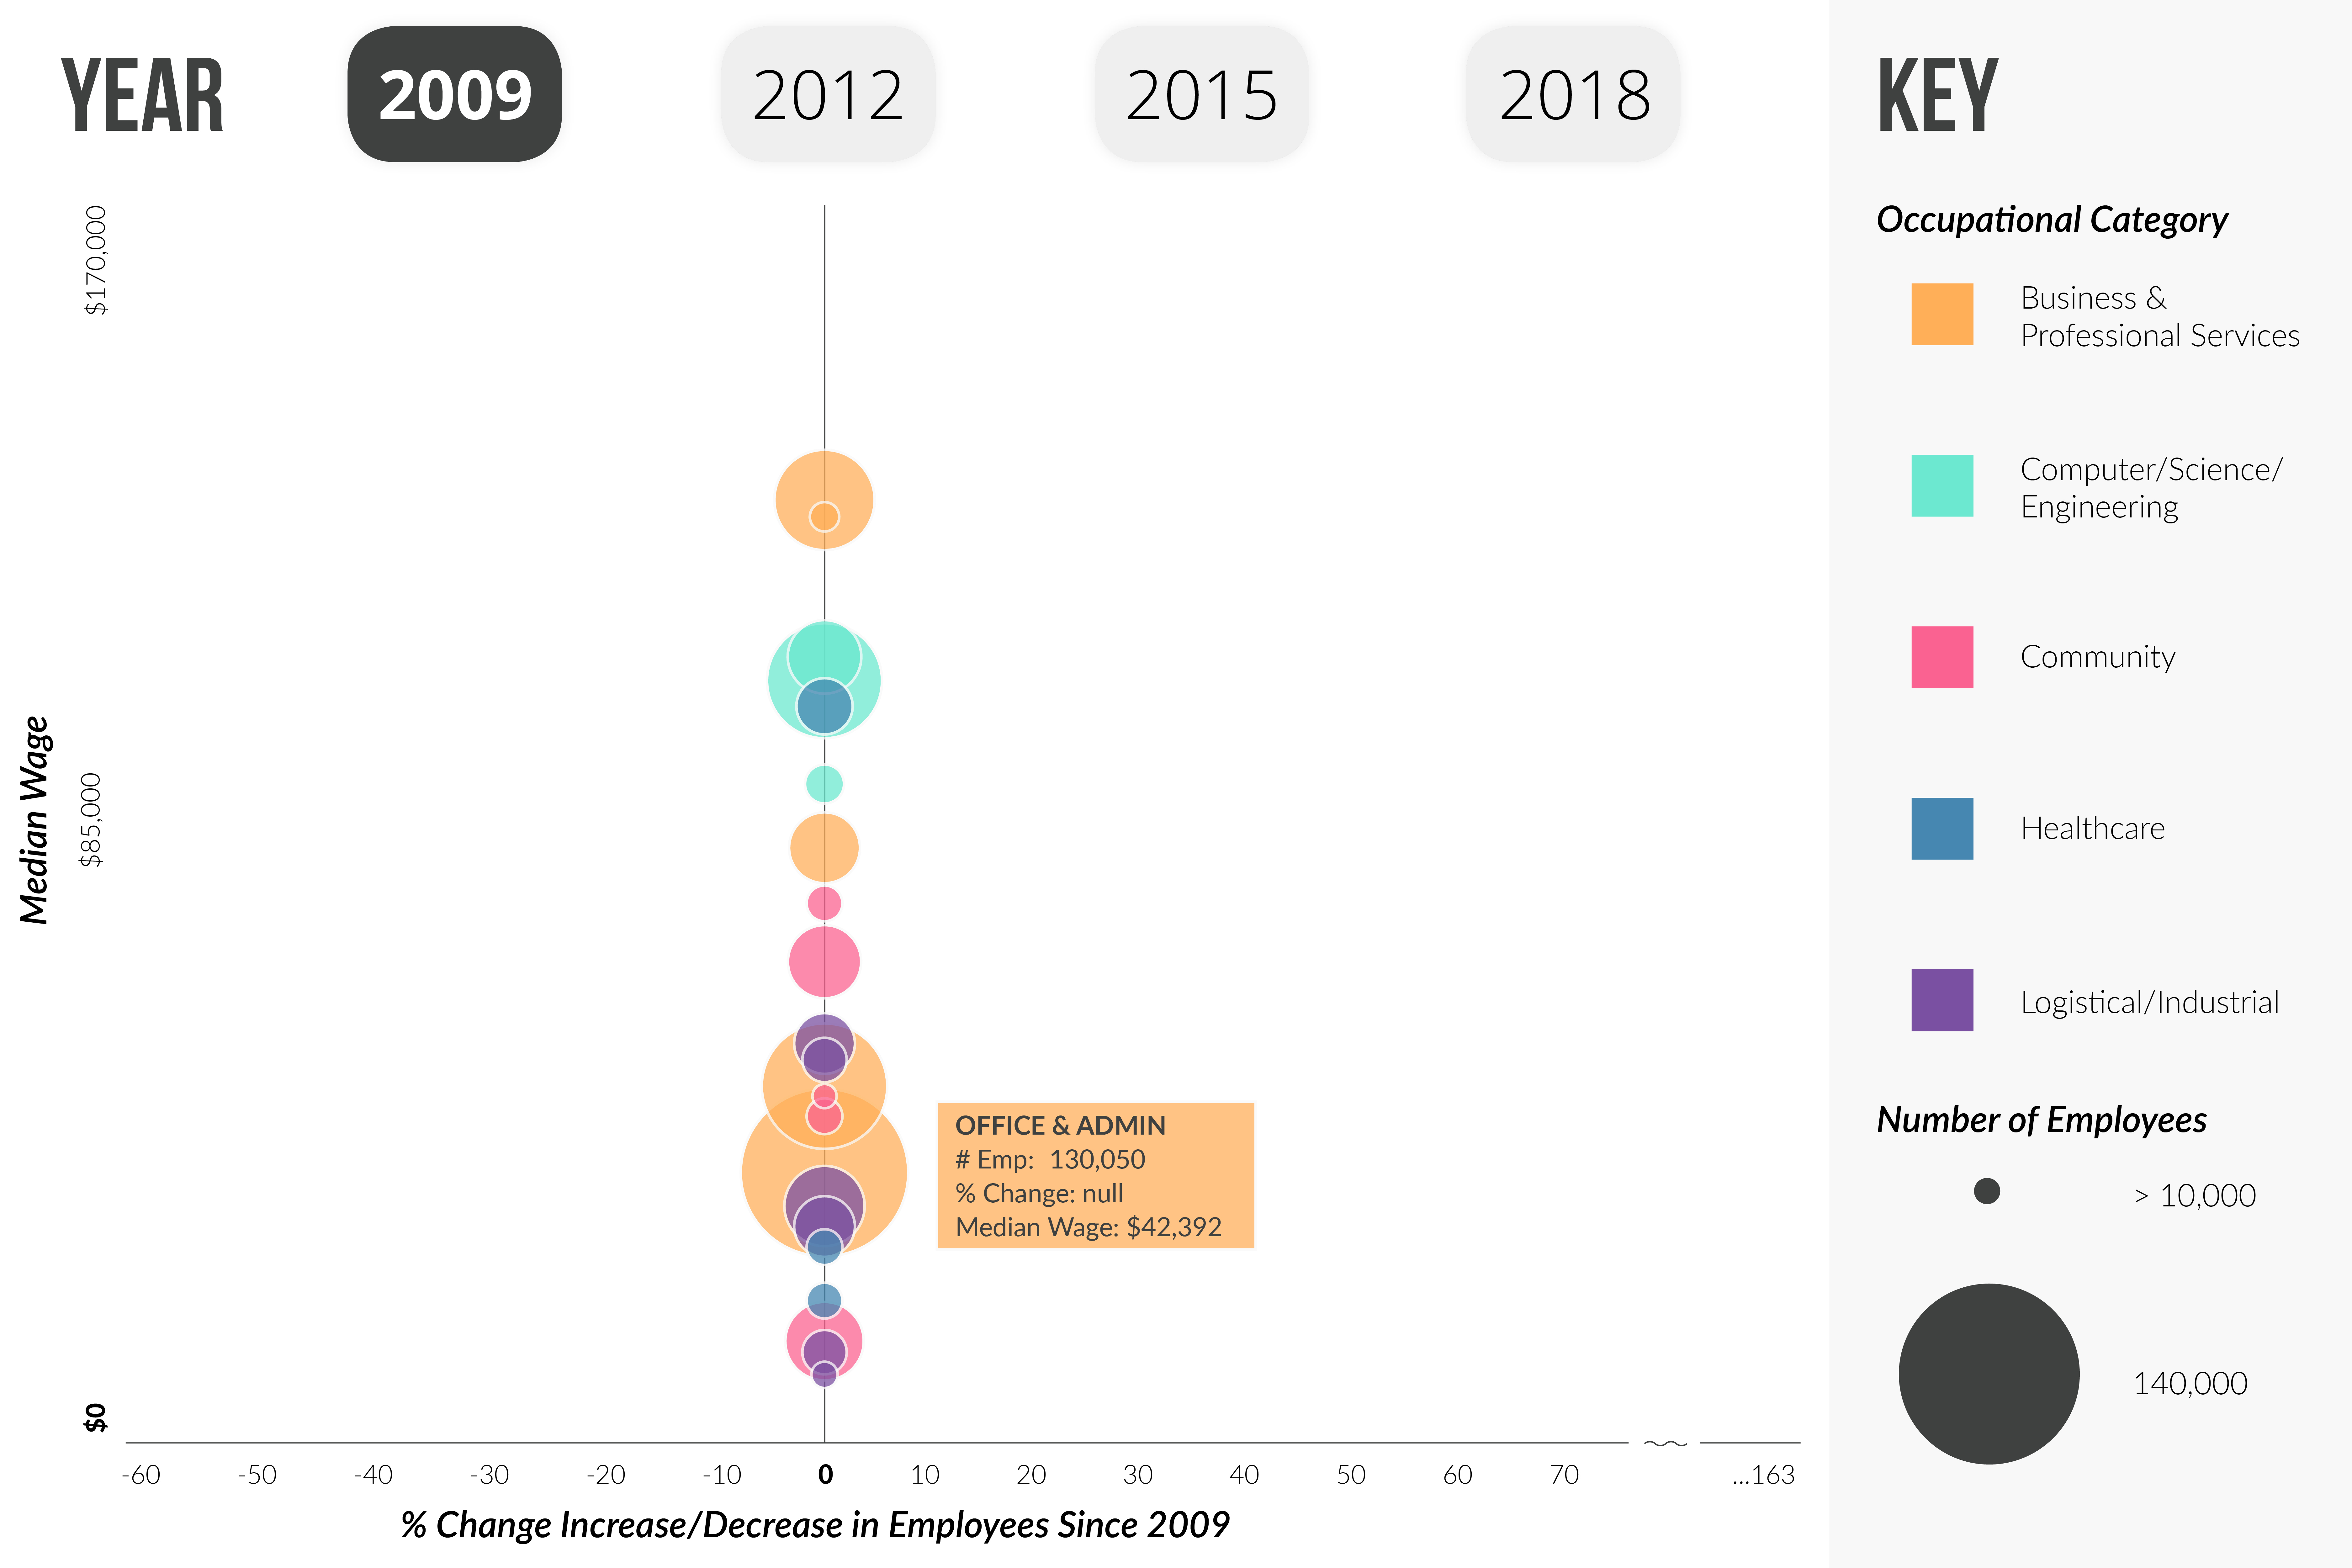 YEAR
2009
2012
2015
2018
KEY
$170,000
$85,000
$0
Median Wage
OFFICE & ADMIN
# Emp: 130,050
% Change: null
Median Wage: $42,392
-60 -50 -40 -30 -20 -10 0 10 20 30 40 50 60 70 ...163
% Change Increase/Decrease in Employees Since 2009
Occupational Category
Business &
Professional Services
Computer/Science/
Engineering
Community
Healthcare
Logistical/Industrial
Number of Employees
> 10,000
140,000